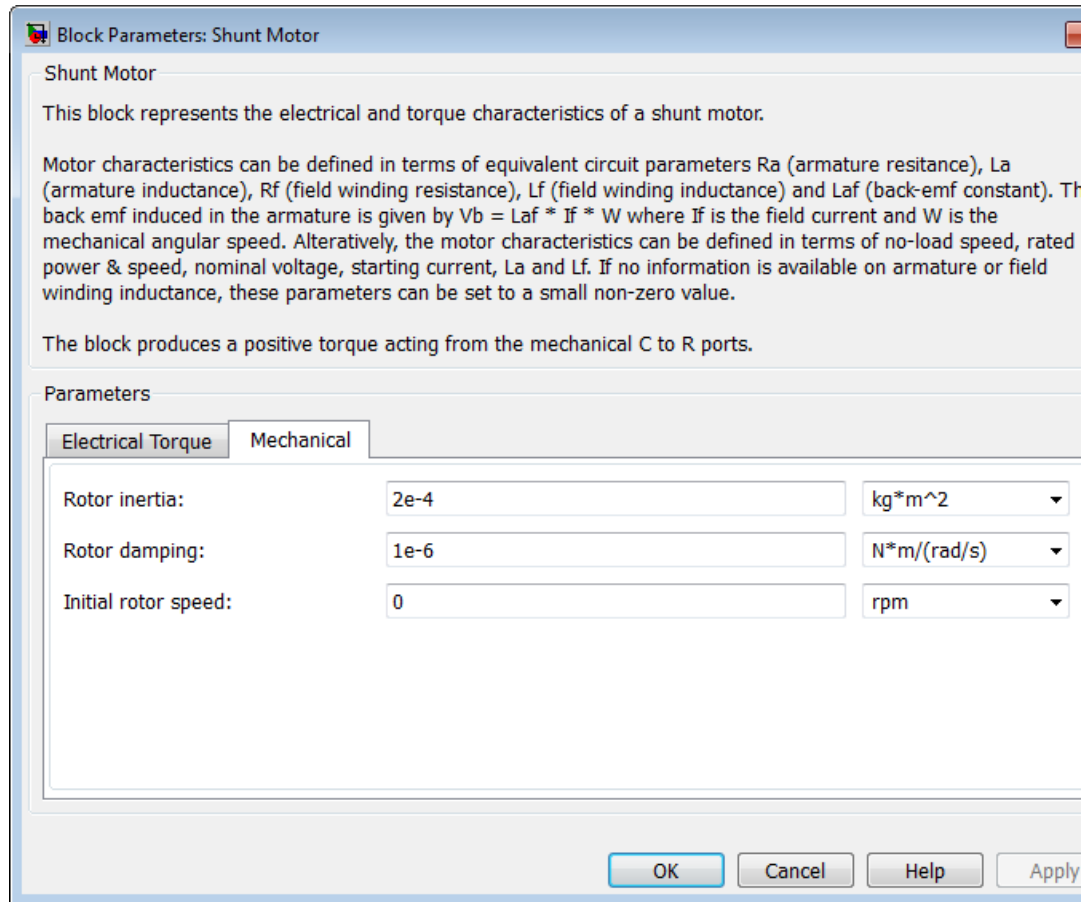 Block Parameters: Shunt Motor
Shunt Motor
This block represents the electrical and torque characteristics of a shunt motor.
Motor characteristics can be defined in terms of equivalent circuit parameters Ra (armature resitance), La
(armature inductance), Rf (field winding resistance), Lf (field winding inductance) and Laf (back-emf constant). Th
back emf induced in the armature is given by Vb = Laf * If * W where If is the field current and W is the
mechanical angular speed. Alteratively, the motor characteristics can be defined in terms of no-load speed, rated
power & speed, nominal voltage, starting current, La and Lf. If no information is available on armature or field
winding inductance, these parameters can be set to a small non-zero value.
The block produces a positive torque acting from the mechanical C to R ports.
Parameters
Electrical Torque Mechanical
Rotor inertia: 2e-4 kg*m^2
Rotor damping: 1e-6 N*m/(rad/s)
Initial rotor speed: 0 rpm
OK Cancel Help Apply